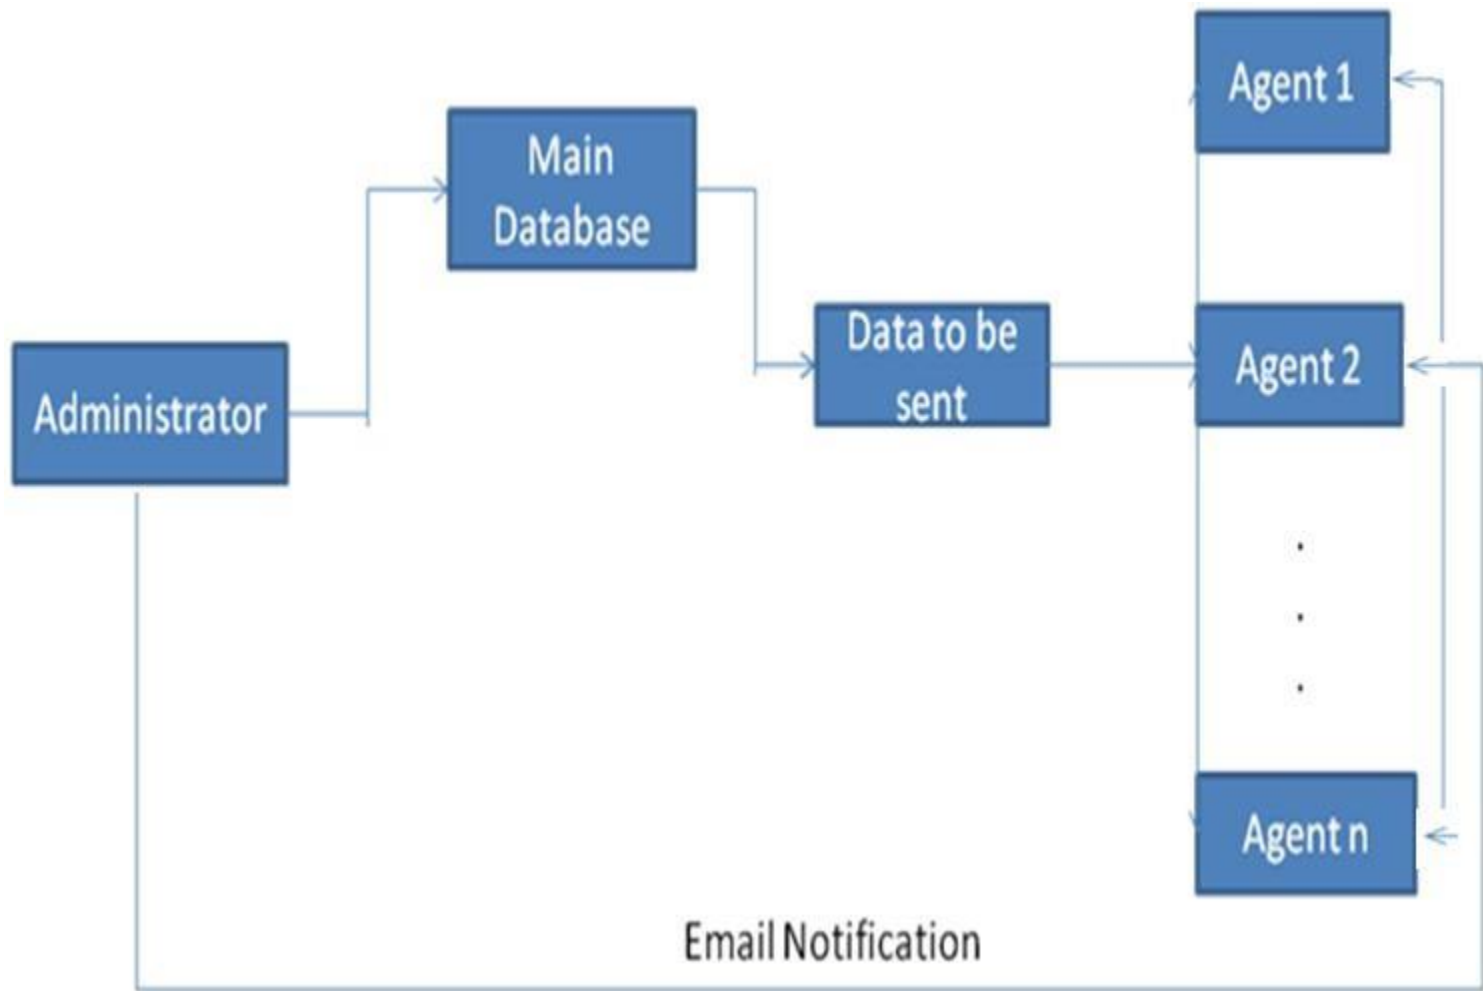 Agent 1
Main
Database
Data to be
sent
Agent 2
Administrator
.
.
.
Agent n
Email Notification